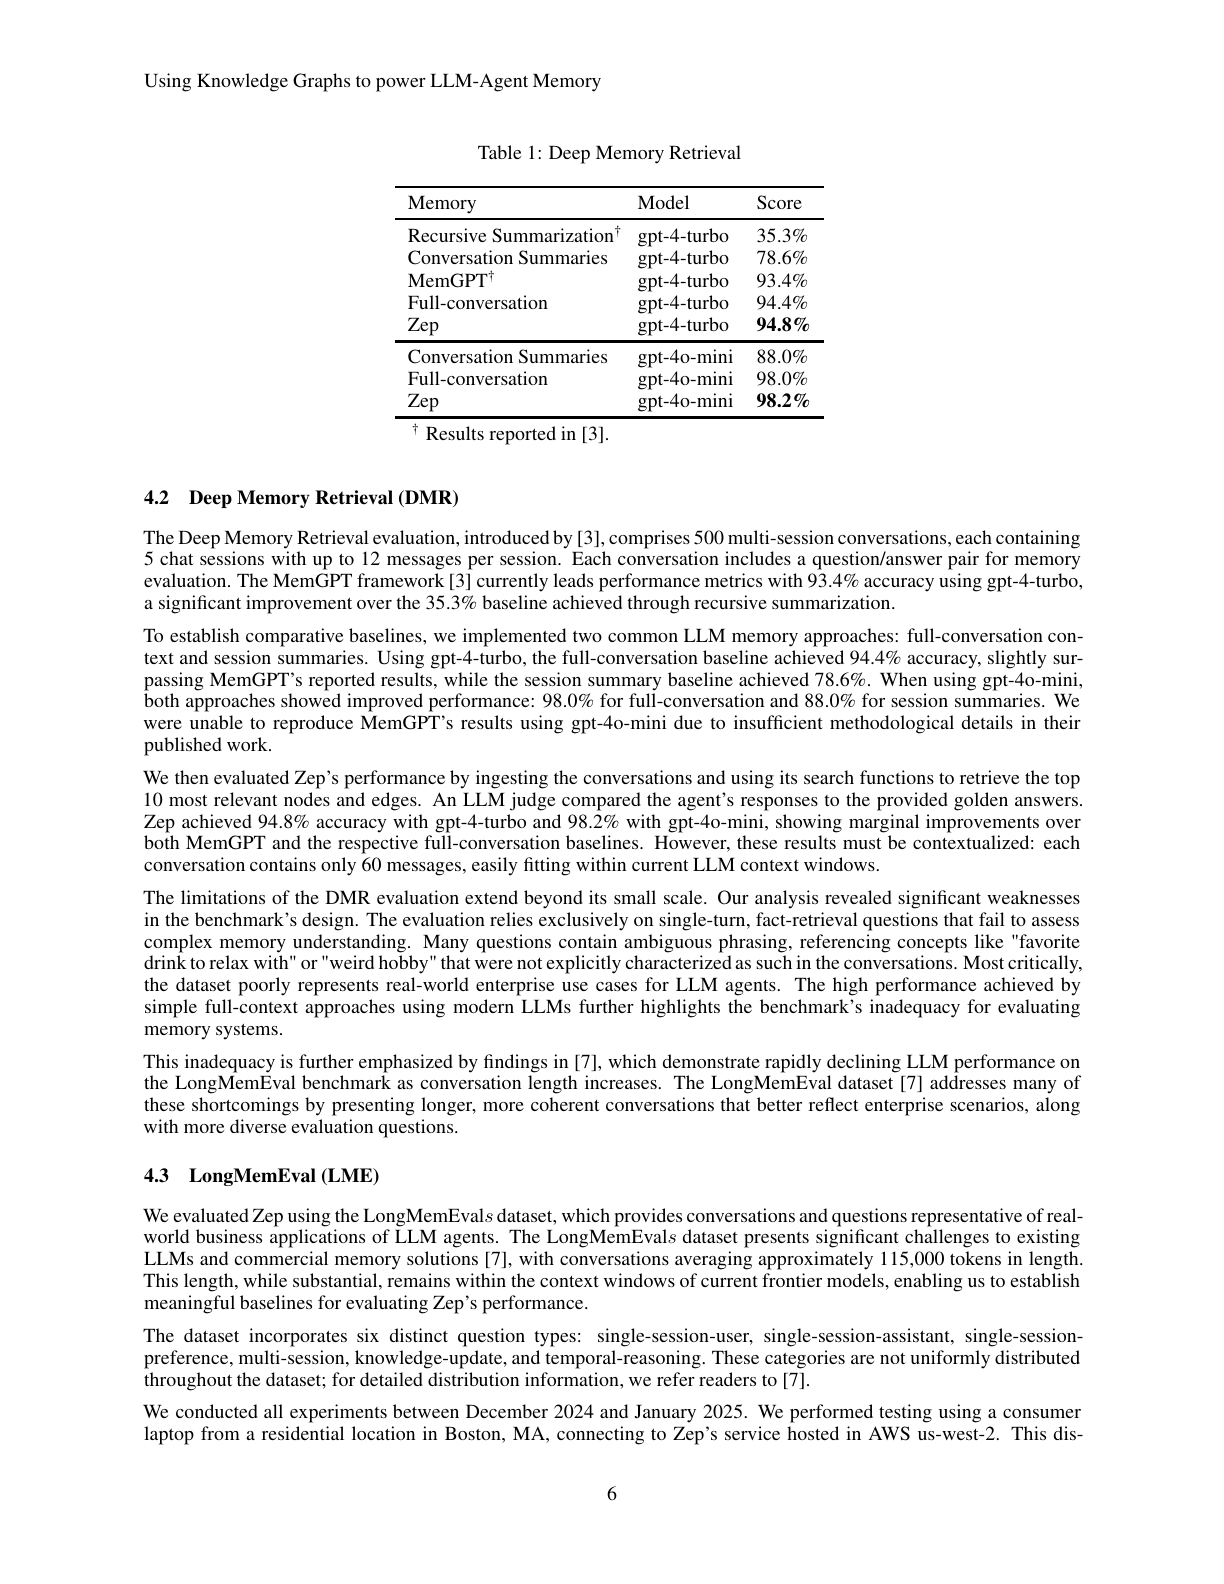 Using Knowledge Graphs to power LLM-Agent Memory
Table 1: Deep Memory Retrieval
Memory Model Score
Recursive Summarization† gpt-4-turbo 35.3%
Conversation Summaries gpt-4-turbo 78.6%
MemGPT† gpt-4-turbo 93.4%
Full-conversation gpt-4-turbo 94.4%
Zep gpt-4-turbo 94.8%
Conversation Summaries gpt-4o-mini 88.0%
Full-conversation gpt-4o-mini 98.0%
Zep gpt-4o-mini 98.2%
† Results reported in [3].
4.2 Deep Memory Retrieval (DMR)
The Deep Memory Retrieval evaluation, introduced by [3], comprises 500 multi-session conversations, each containing
5 chat sessions with up to 12 messages per session. Each conversation includes a question/answer pair for memory
evaluation. The MemGPT framework [3] currently leads performance metrics with 93.4% accuracy using gpt-4-turbo,
a significant improvement over the 35.3% baseline achieved through recursive summarization.
To establish comparative baselines, we implemented two common LLM memory approaches: full-conversation con-
text and session summaries. Using gpt-4-turbo, the full-conversation baseline achieved 94.4% accuracy, slightly sur-
passing MemGPT's reported results, while the session summary baseline achieved 78.6%. When using gpt-4o-mini,
both approaches showed improved performance: 98.0% for full-conversation and 88.0% for session summaries. We
were unable to reproduce MemGPT's results using gpt-4o-mini due to insufficient methodological details in their
published work.
We then evaluated Zep's performance by ingesting the conversations and using its search functions to retrieve the top
10 most relevant nodes and edges. An LLM judge compared the agent's responses to the provided golden answers.
Zep achieved 94.8% accuracy with gpt-4-turbo and 98.2% with gpt-4o-mini, showing marginal improvements over
both MemGPT and the respective full-conversation baselines. However, these results must be contextualized: each
conversation contains only 60 messages, easily fitting within current LLM context windows.
The limitations of the DMR evaluation extend beyond its small scale. Our analysis revealed significant weaknesses
in the benchmark's design. The evaluation relies exclusively on single-turn, fact-retrieval questions that fail to assess
complex memory understanding. Many questions contain ambiguous phrasing, referencing concepts like "favorite
drink to relax with" or "weird hobby" that were not explicitly characterized as such in the conversations. Most critically,
the dataset poorly represents real-world enterprise use cases for LLM agents. The high performance achieved by
simple full-context approaches using modern LLMs further highlights the benchmark's inadequacy for evaluating
memory systems.
This inadequacy is further emphasized by findings in [7], which demonstrate rapidly declining LLM performance on
the LongMemEval benchmark as conversation length increases. The LongMemEval dataset [7] addresses many of
these shortcomings by presenting longer, more coherent conversations that better reflect enterprise scenarios, along
with more diverse evaluation questions.
4.3 LongMemEval (LME)
We evaluated Zep using the LongMemEvals dataset, which provides conversations and questions representative of real-
world business applications of LLM agents. The LongMemEvals dataset presents significant challenges to existing
LLMs and commercial memory solutions [7], with conversations averaging approximately 115,000 tokens in length.
This length, while substantial, remains within the context windows of current frontier models, enabling us to establish
meaningful baselines for evaluating Zep's performance.
The dataset incorporates six distinct question types: single-session-user, single-session-assistant, single-session-
preference, multi-session, knowledge-update, and temporal-reasoning. These categories are not uniformly distributed
throughout the dataset; for detailed distribution information, we refer readers to [7].
We conducted all experiments between December 2024 and January 2025. We performed testing using a consumer
laptop from a residential location in Boston, MA, connecting to Zep's service hosted in AWS us-west-2. This dis-
6